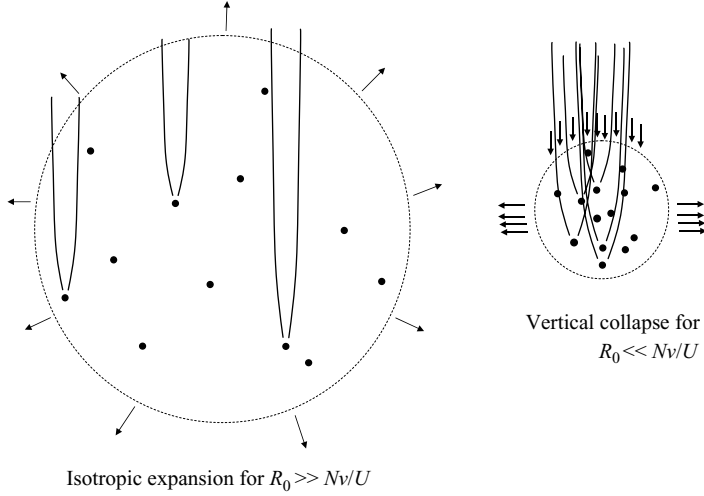 Vertical collapse for
R₀ << Nν/U
Isotropic expansion for R₀ >> Nν/U